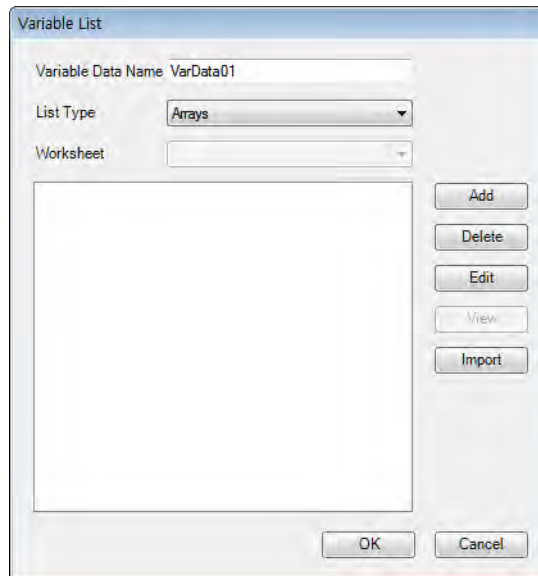 Variable List
Variable Data Name VarData01
List Type Arrays
Worksheet
Add
Delete
Edit
View
Import
OK Cancel